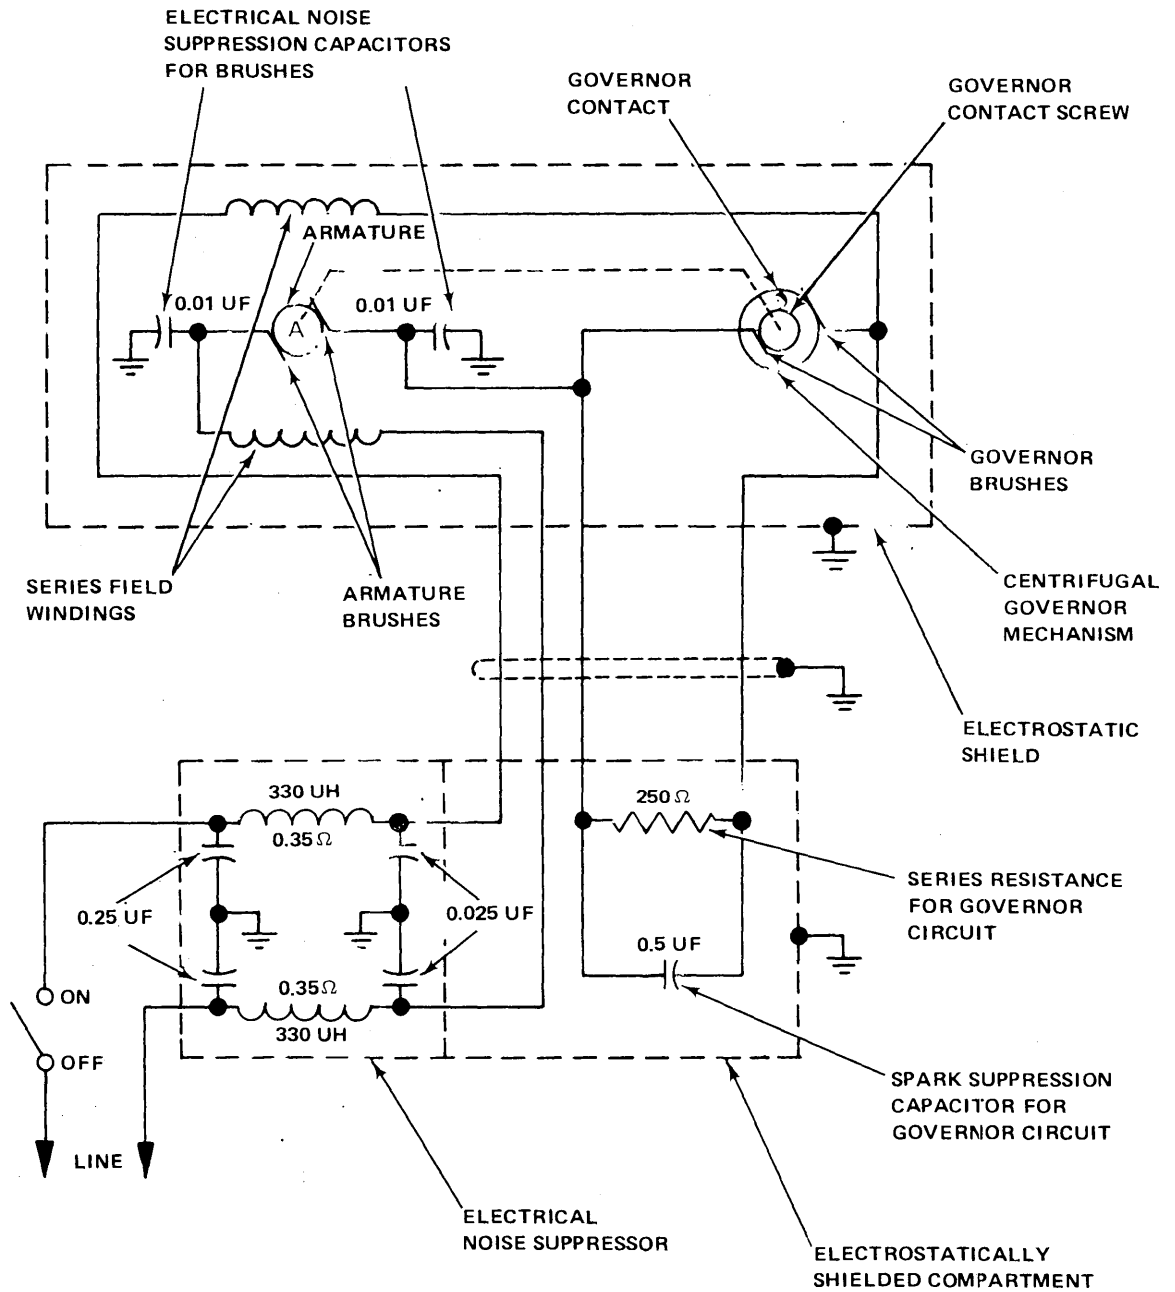 ELECTRICAL NOISE
SUPPRESSION CAPACITORS
FOR BRUSHES
GOVERNOR
CONTACT
GOVERNOR
CONTACT SCREW
ARMATURE
0.01 UF
A
0.01 UF
GOVERNOR
BRUSHES
SERIES FIELD
WINDINGS
ARMATURE
BRUSHES
CENTRIFUGAL
GOVERNOR
MECHANISM
ELECTROSTATIC
SHIELD
330 UH
0.35Ω
250Ω
SERIES RESISTANCE
FOR GOVERNOR
CIRCUIT
0.25 UF
0.025 UF
0.5 UF
0.35Ω
330 UH
ON
OFF
SPARK SUPPRESSION
CAPACITOR FOR
GOVERNOR CIRCUIT
LINE
ELECTRICAL
NOISE SUPPRESSOR
ELECTROSTATICALLY
SHIELDED COMPARTMENT